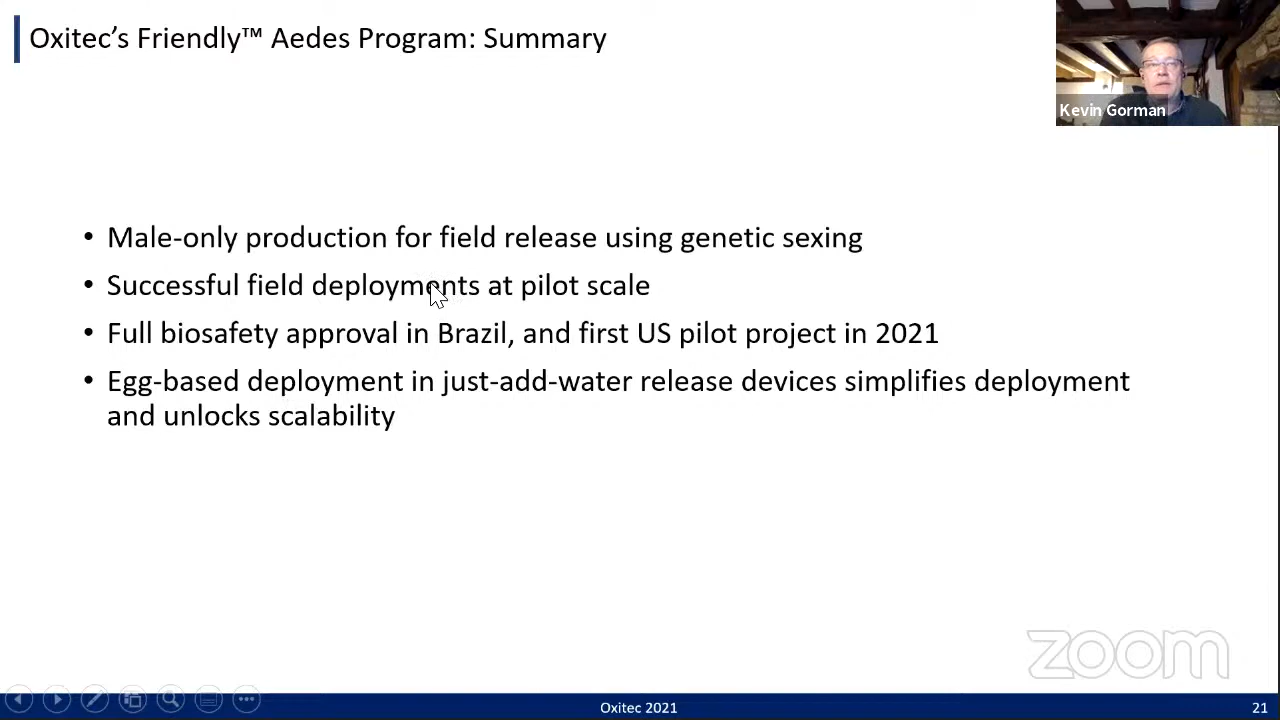 Oxitec's Friendly™ Aedes Program: Summary
Kevin Gorman
• Male-only production for field release using genetic sexing
• Successful field deployments at pilot scale
• Full biosafety approval in Brazil, and first US pilot project in 2021
• Egg-based deployment in just-add-water release devices simplifies deployment
and unlocks scalability
zoom
Oxitec 2021
21